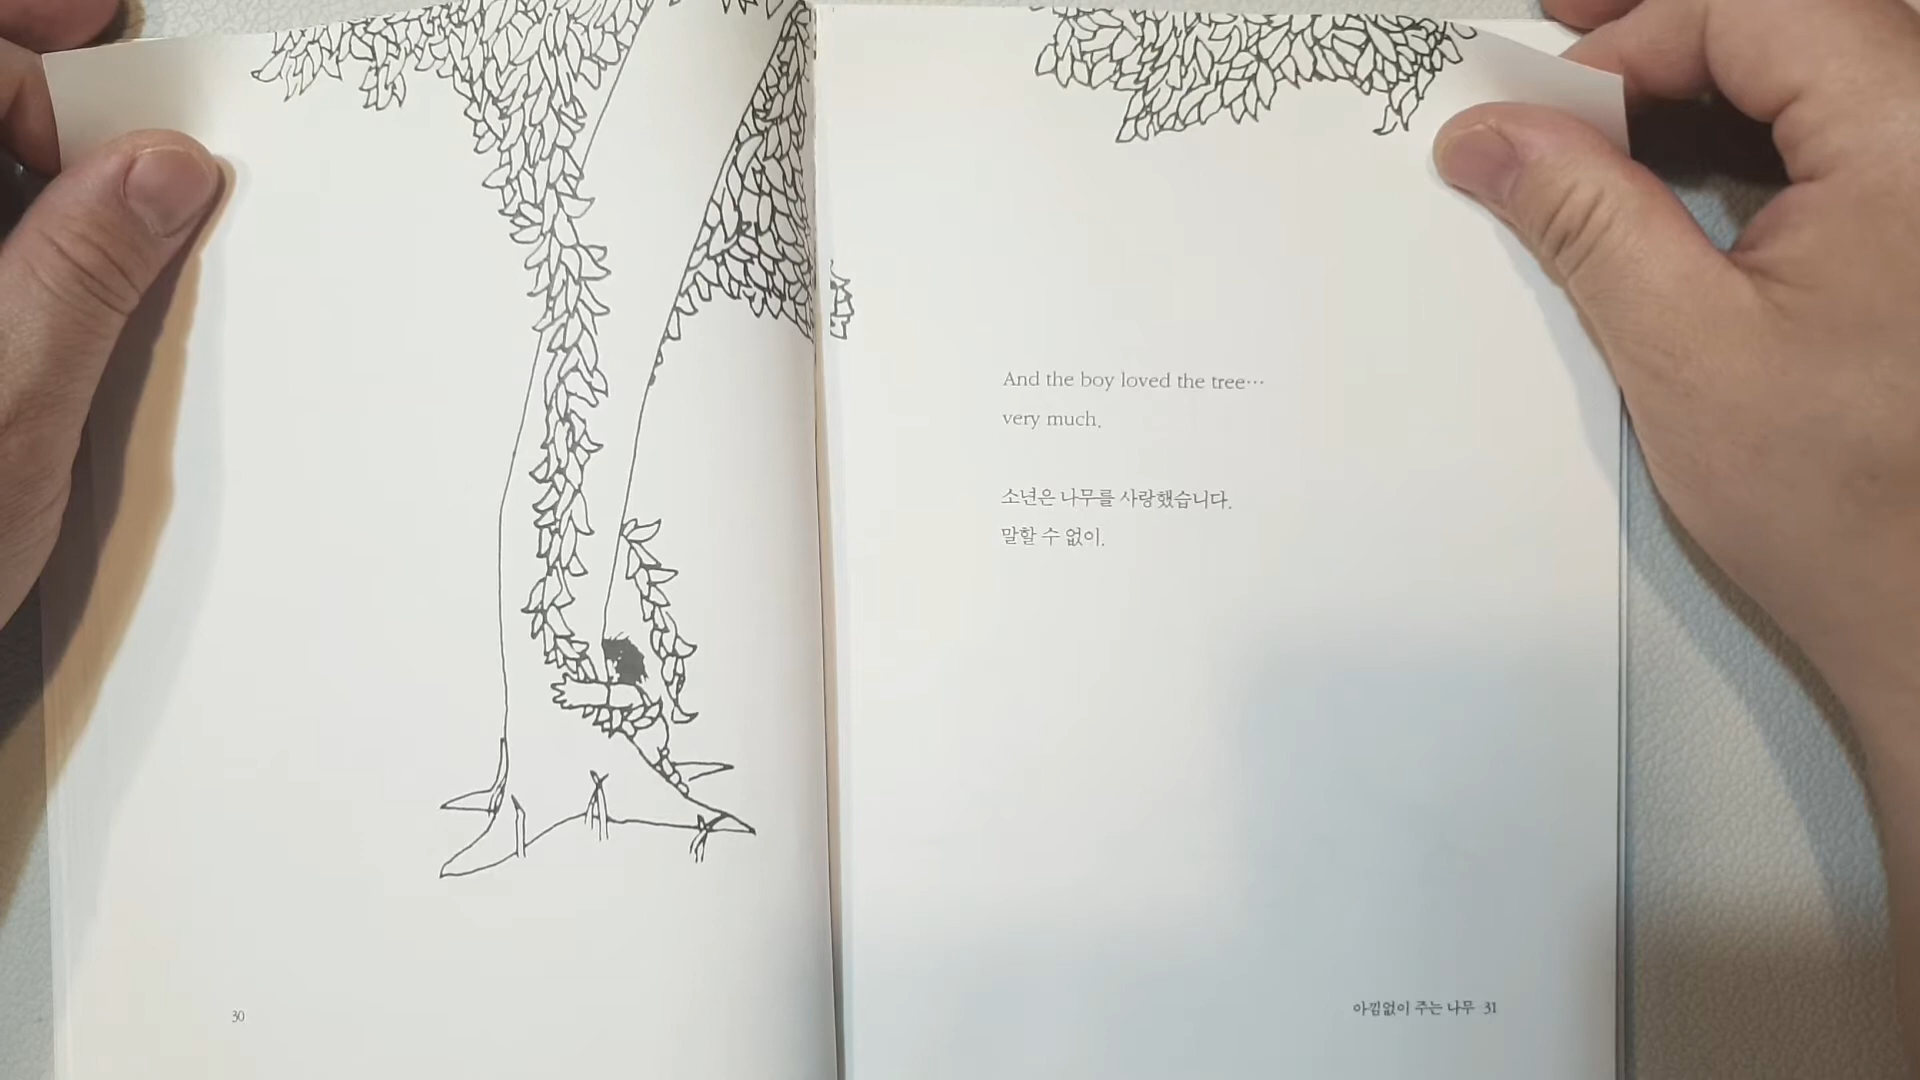 And the boy loved the tree…
very much.
소년은 나무를 사랑했습니다.
말할 수 없이.
30
아낌없이 주는 나무 31